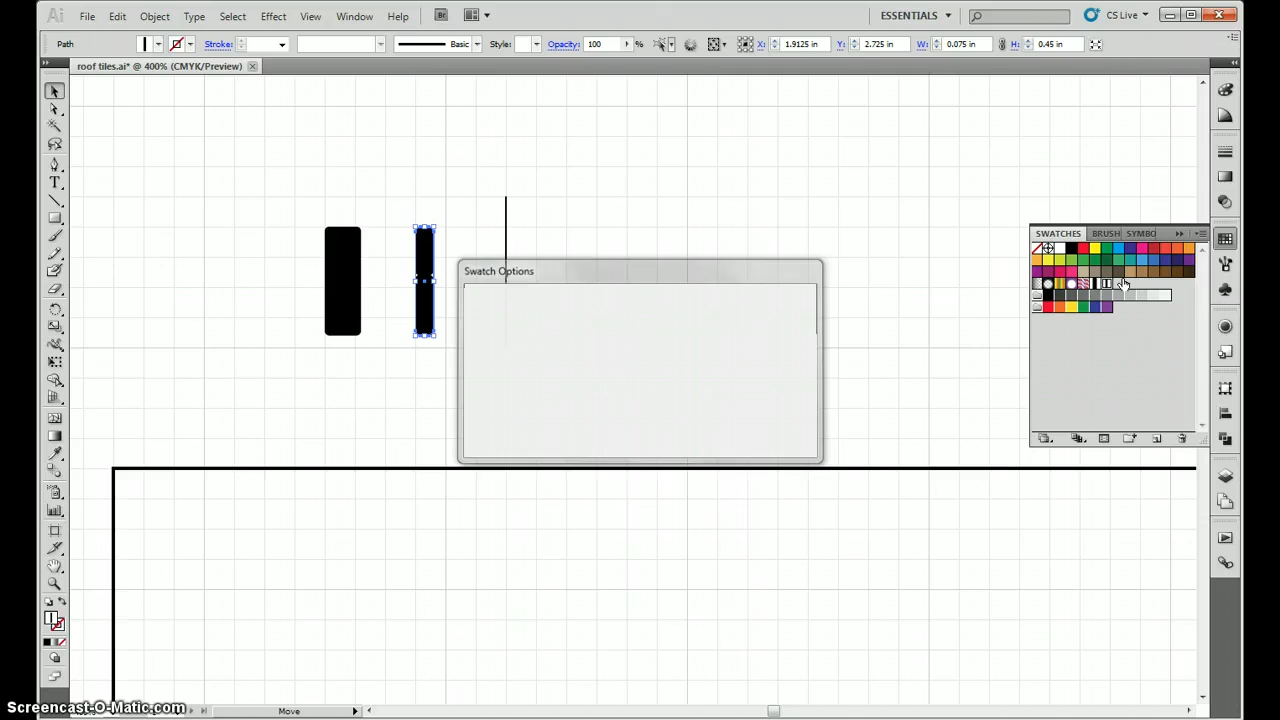 Ai File Edit Object Type Select Effect View Window Help Br ESSENTIALS CS Live
Path Stroke: Basic Style: Opacity: 100 % X: 1.9125 in Y: 2.725 in W: 0.075 in H: 0.45 in
roof tiles.ai* @ 400% (CMYK/Preview)
SWATCHES BRUSH SYMBO
Swatch Options
Move
Screencast-O-Matic.com